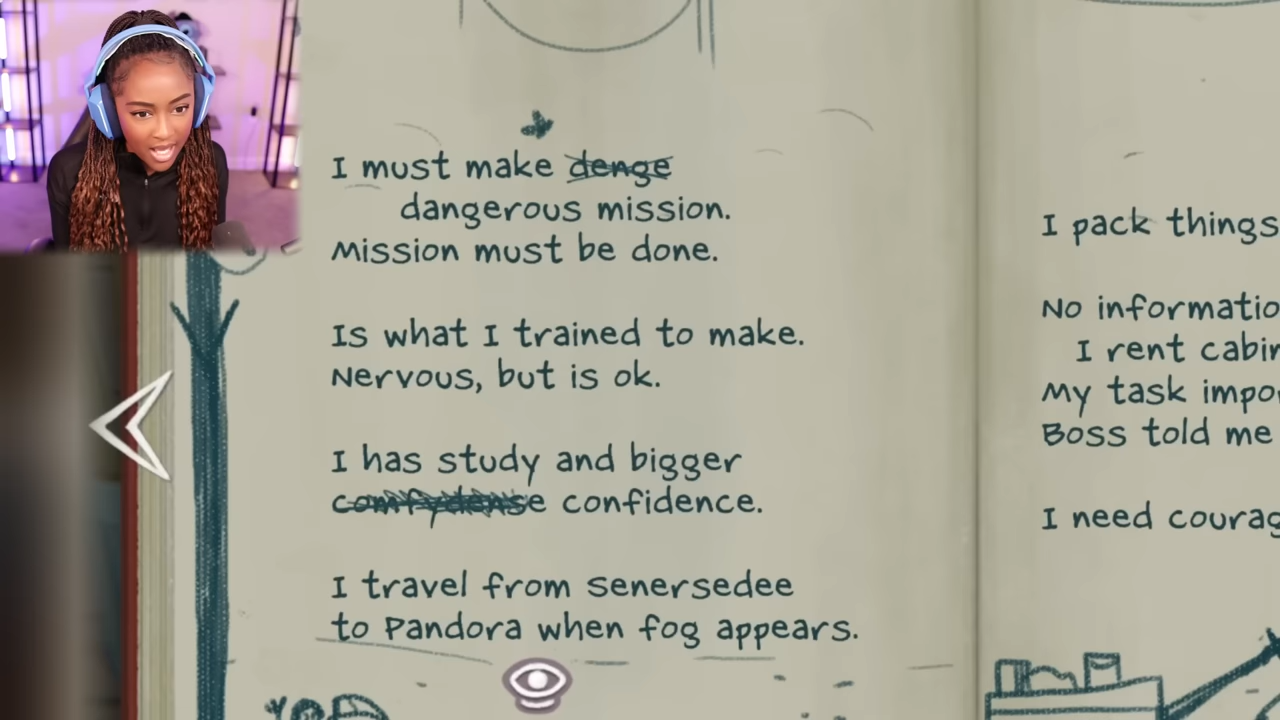 I must make denge
dangerous mission.
Mission must be done.
Is what I trained to make.
Nervous, but is ok.
I has study and bigger
comfydense confidence.
I travel from Senersedee
to Pandora when fog appears.
I pack things
No informatio
I rent cabin
My task impo
Boss told me
I need courag